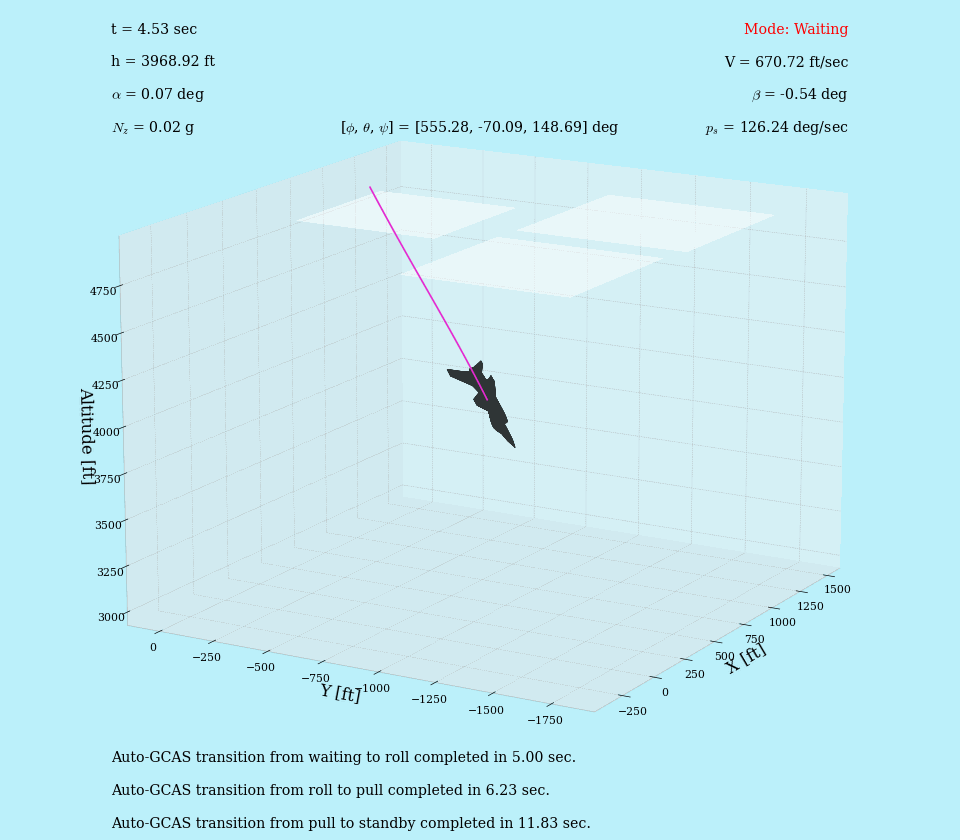 t = 4.53 sec
Mode: Waiting
h = 3968.92 ft
V = 670.72 ft/sec
α = 0.07 deg
β = -0.54 deg
N_z = 0.02 g
[ϕ, θ, ψ] = [555.28, -70.09, 148.69] deg
p_s = 126.24 deg/sec
4750
4500
4250
4000
3750
3500
3250
3000
Altitude [ft]
0
−250
−500
−750
−1000
−1250
−1500
−1750
Y [ft]
−250
0
250
500
750
1000
1250
1500
X [ft]
Auto-GCAS transition from waiting to roll completed in 5.00 sec.
Auto-GCAS transition from roll to pull completed in 6.23 sec.
Auto-GCAS transition from pull to standby completed in 11.83 sec.